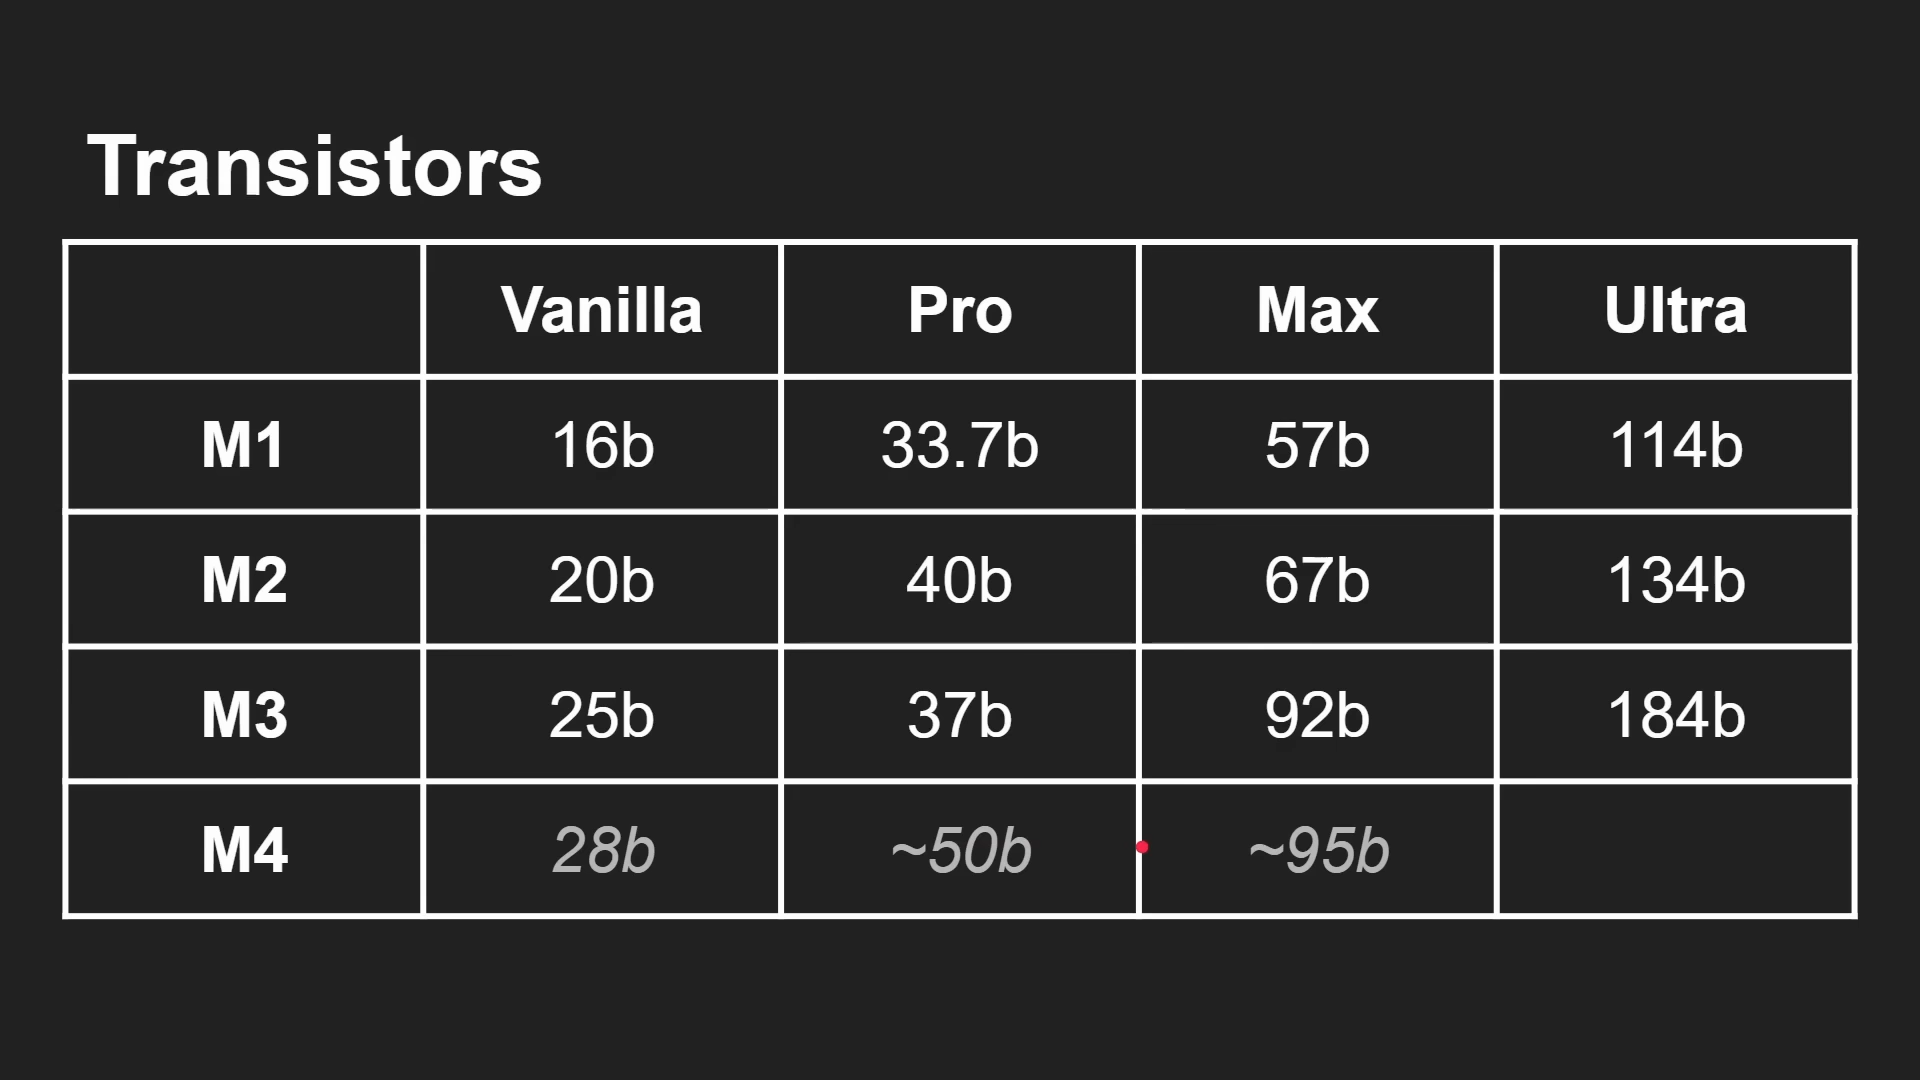 Transistors
Vanilla Pro Max Ultra
M1 16b 33.7b 57b 114b
M2 20b 40b 67b 134b
M3 25b 37b 92b 184b
M4 28b ~50b ~95b